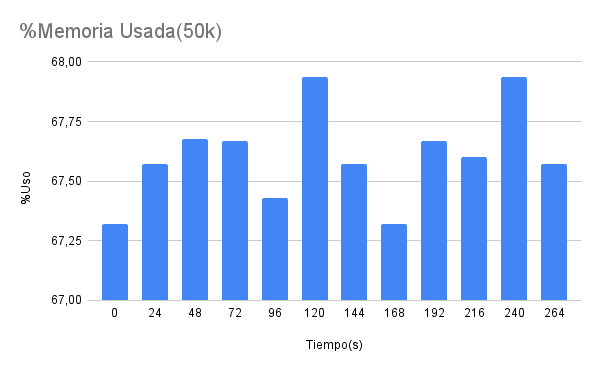 %Memoria Usada(50k)
68,00
67,75
67,50
67,25
67,00
%Uso
0 24 48 72 96 120 144 168 192 216 240 264
Tiempo(s)